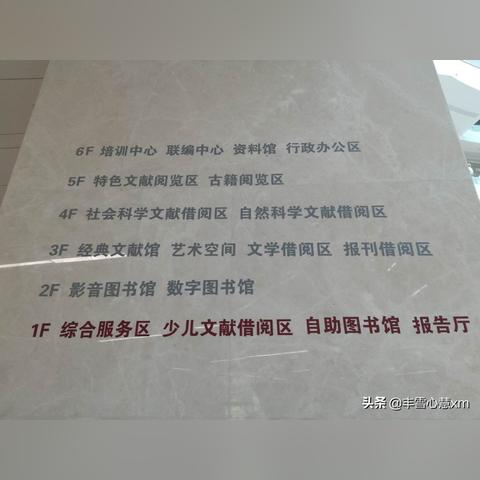 6F 培训中心 联编中心 资料馆 行政办公区
5F 特色文献阅览区 古籍阅览区
4F 社会科学文献借阅区 自然科学文献借阅区
3F 经典文献馆 艺术空间 文学借阅区 报刊借阅区
2F 影音图书馆 数字图书馆
1F 综合服务区 少儿文献借阅区 自助图书馆 报告厅
头条 @丰雪心慧xm